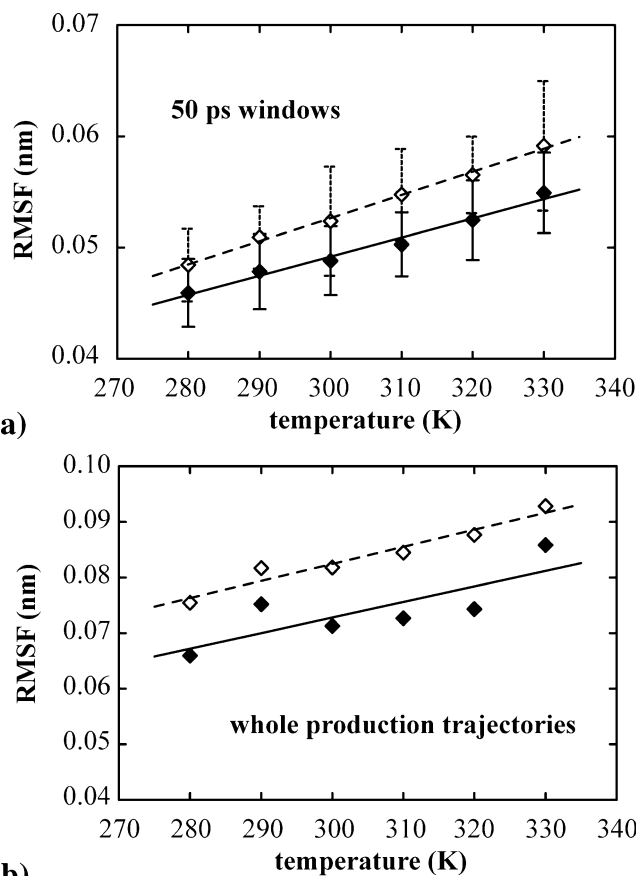 0.07
50 ps windows
0.06
RMSF (nm)
0.05
0.04
270 280 290 300 310 320 330 340
temperature (K)
a)
0.10
0.09
0.08
RMSF (nm)
0.07
0.06
whole production trajectories
0.05
0.04
270 280 290 300 310 320 330 340
temperature (K)
b)